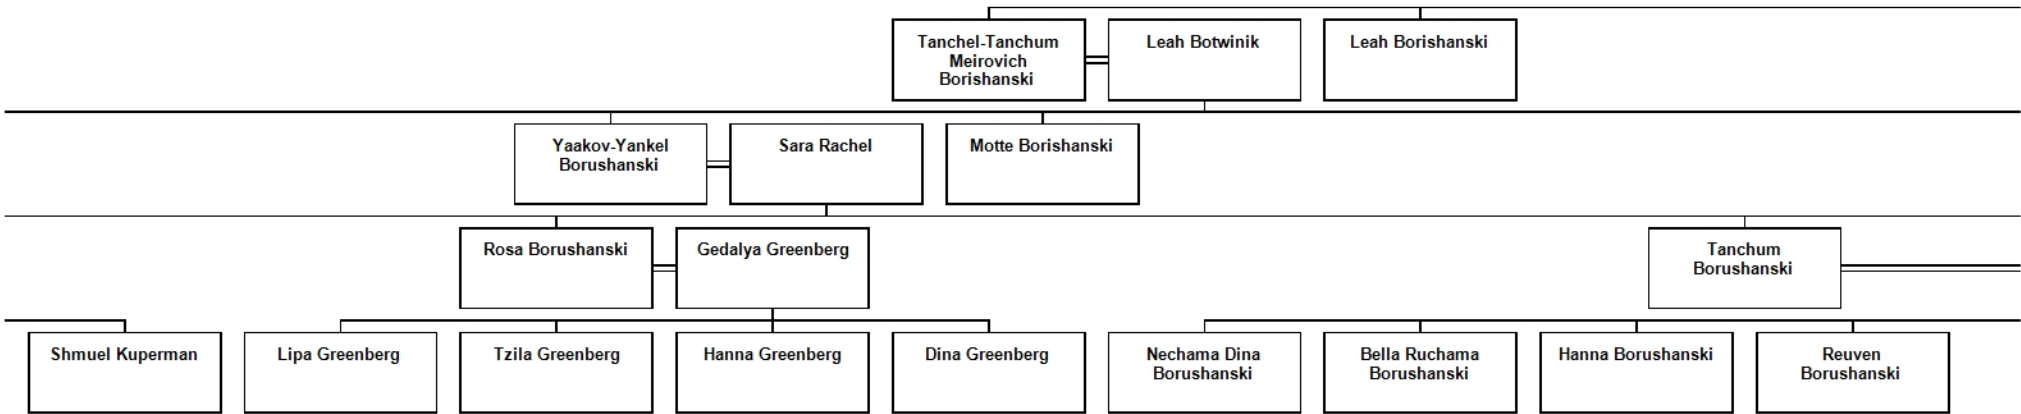 Tanchel-Tanchum
Meirovich
Borishanski
Leah Botwinik
Leah Borishanski
Yaakov-Yankel
Borushanski
Sara Rachel
Motte Borishanski
Rosa Borushanski
Gedalya Greenberg
Tanchum
Borushanski
Shmuel Kuperman
Lipa Greenberg
Tzila Greenberg
Hanna Greenberg
Dina Greenberg
Nechama Dina
Borushanski
Bella Ruchama
Borushanski
Hanna Borushanski
Reuven
Borushanski